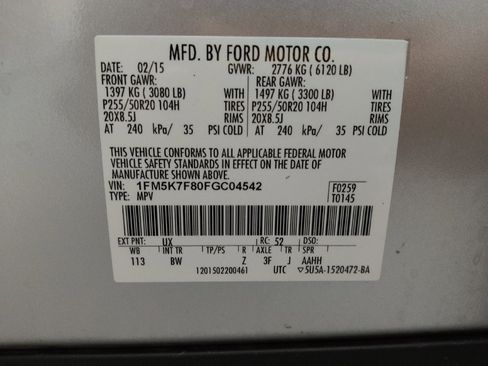 MFD. BY FORD MOTOR CO.
DATE: 02/15 GVWR: 2776 KG ( 6120 LB)
FRONT GAWR: REAR GAWR:
1397 KG ( 3080 LB) WITH 1497 KG ( 3300 LB) WITH
P255/50R20 104H TIRES P255/50R20 104H TIRES
20X8.5J RIMS 20X8.5J RIMS
AT 240 kPa/ 35 PSI COLD AT 240 kPa/ 35 PSI COLD
THIS VEHICLE CONFORMS TO ALL APPLICABLE FEDERAL MOTOR
VEHICLE SAFETY STANDARDS IN EFFECT ON THE DATE OF
MANUFACTURE SHOWN ABOVE.
VIN: 1FM5K7F80FGC04542 F0259
TYPE: MPV T0145
EXT PNT: UX RC: 52 DSO:
WB INT TR TP/PS R AXLE TR SPR
113 BW Z 3F J AAHH
1201502200461 UTC 5U5A-1520472-BA